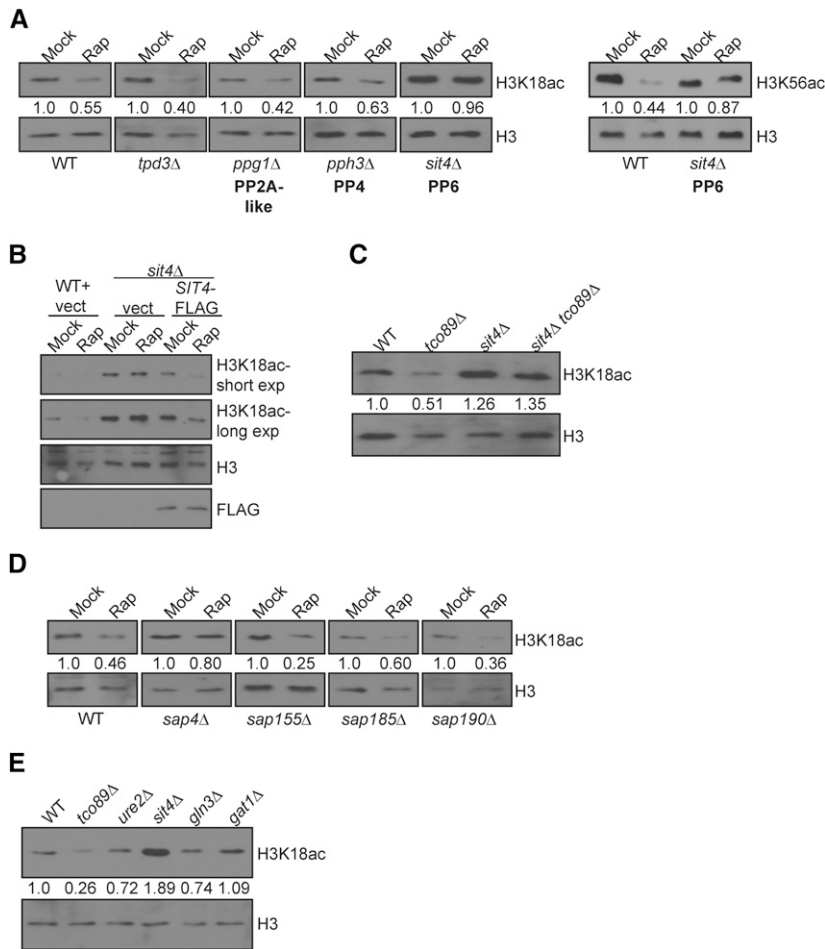 A
Mock Rap Mock Rap Mock Rap Mock Rap Mock Rap Mock Rap Mock Rap
H3K18ac H3K56ac
1.0 0.55 1.0 0.40 1.0 0.42 1.0 0.63 1.0 0.96 1.0 0.44 1.0 0.87
H3 H3
WT tpd3Δ ppg1Δ pph3Δ sit4Δ WT sit4Δ
PP2A- PP4 PP6 PP6
like
B
sit4Δ
WT+ SIT4-
vect vect FLAG
Mock Rap Mock Rap Mock Rap
H3K18ac-
short exp
H3K18ac-
long exp
H3
FLAG
C
WT tco89Δ sit4Δ sit4Δ tco89Δ
H3K18ac
1.0 0.51 1.26 1.35
H3
D
Mock Rap Mock Rap Mock Rap Mock Rap Mock Rap
H3K18ac
1.0 0.46 1.0 0.80 1.0 0.25 1.0 0.60 1.0 0.36
H3
WT sap4Δ sap155Δ sap185Δ sap190Δ
E
WT tco89Δ ure2Δ sit4Δ gln3Δ gat1Δ
H3K18ac
1.0 0.26 0.72 1.89 0.74 1.09
H3